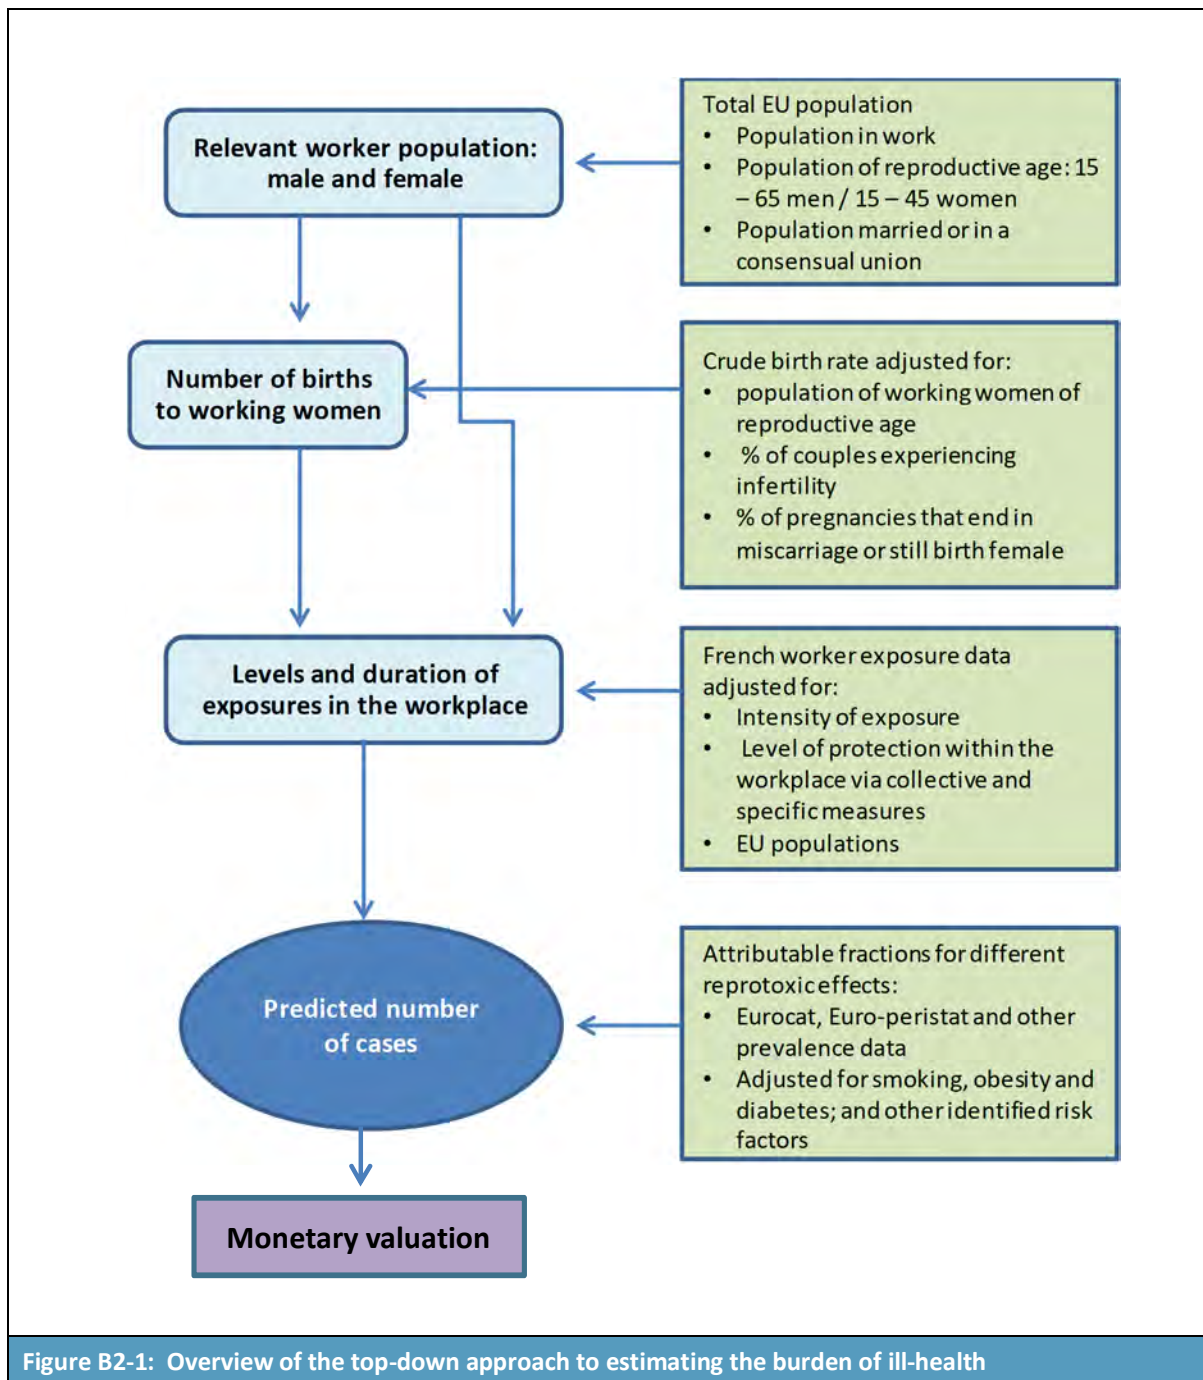 Relevant worker population:
male and female
Total EU population
• Population in work
• Population of reproductive age: 15
– 65 men / 15 – 45 women
• Population married or in a
consensual union
Number of births
to working women
Crude birth rate adjusted for:
• population of working women of
reproductive age
• % of couples experiencing
infertility
• % of pregnancies that end in
miscarriage or still birth female
Levels and duration of
exposures in the workplace
French worker exposure data
adjusted for:
• Intensity of exposure
• Level of protection within the
workplace via collective and
specific measures
• EU populations
Predicted number
of cases
Attributable fractions for different
reprotoxic effects:
• Eurocat, Euro-peristat and other
prevalence data
• Adjusted for smoking, obesity and
diabetes; and other identified risk
factors
Monetary valuation
Figure B2-1: Overview of the top-down approach to estimating the burden of ill-health